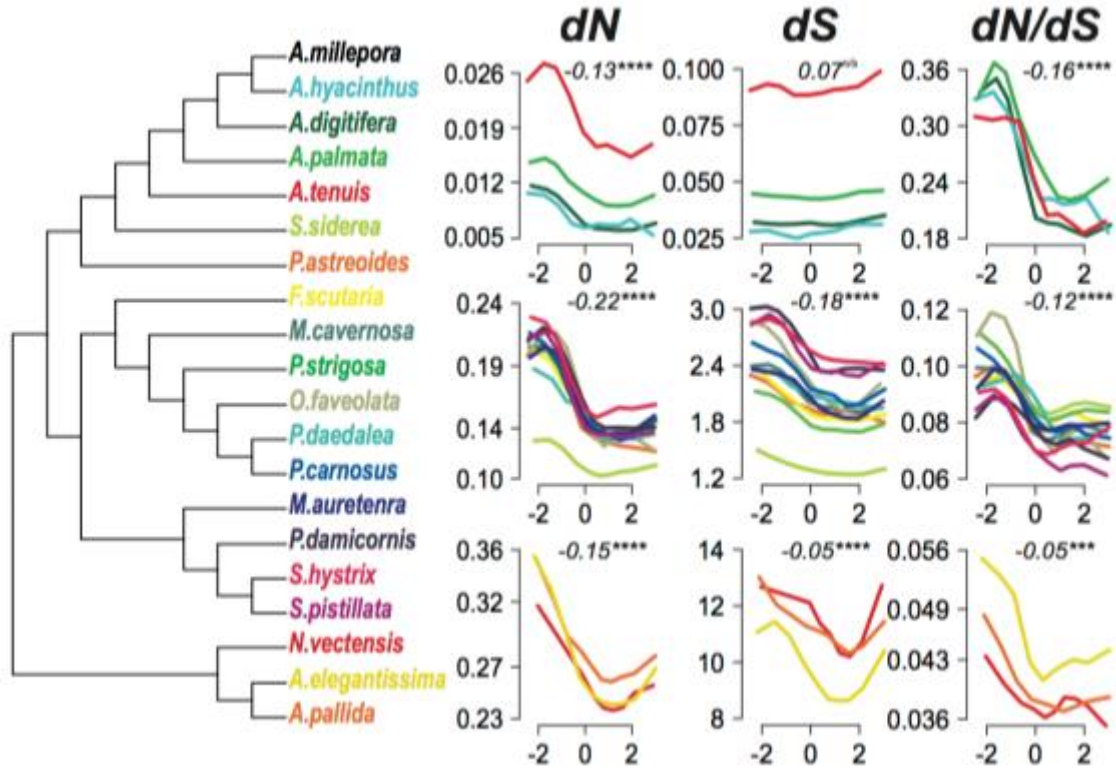 dN dS dN/dS
A.millepora
A.hyacinthus
A.digitifera
A.palmata
A.tenuis
S.siderea
P.astreoides
F.scutaria
M.cavernosa
P.strigosa
O.faveolata
P.daedalea
P.carnosus
M.auretenra
P.damicornis
S.hystrix
S.pistillata
N.vectensis
A.elegantissima
A.pallida
-0.13****
0.026
0.019
0.012
0.005
-2 0 2
0.07ns
0.100
0.075
0.050
0.025
-2 0 2
-0.16****
0.36
0.30
0.24
0.18
-2 0 2
-0.22****
0.24
0.19
0.14
0.10
-2 0 2
-0.18****
3.0
2.4
1.8
1.2
-2 0 2
-0.12****
0.12
0.10
0.08
0.06
-2 0 2
-0.15****
0.36
0.32
0.27
0.23
-2 0 2
-0.05****
14
12
10
8
-2 0 2
-0.05***
0.056
0.049
0.043
0.036
-2 0 2